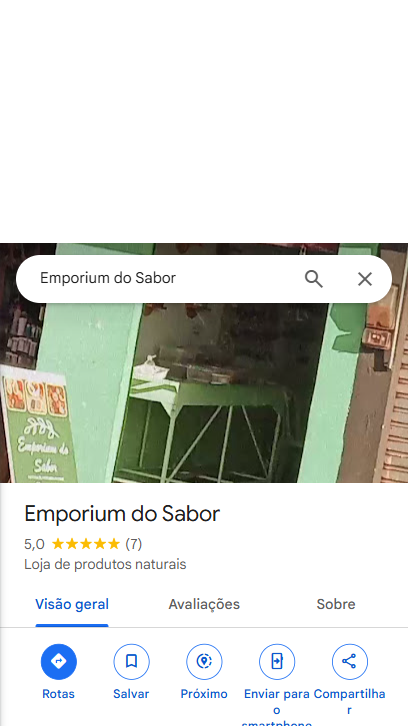 Emporium do Sabor
Emporium do
Sabor
Emporium do Sabor
5,0 ★★★★★ (7)
Loja de produtos naturais
Visão geral Avaliações Sobre
Rotas Salvar Próximo Enviar para o smartphone Compartilhar